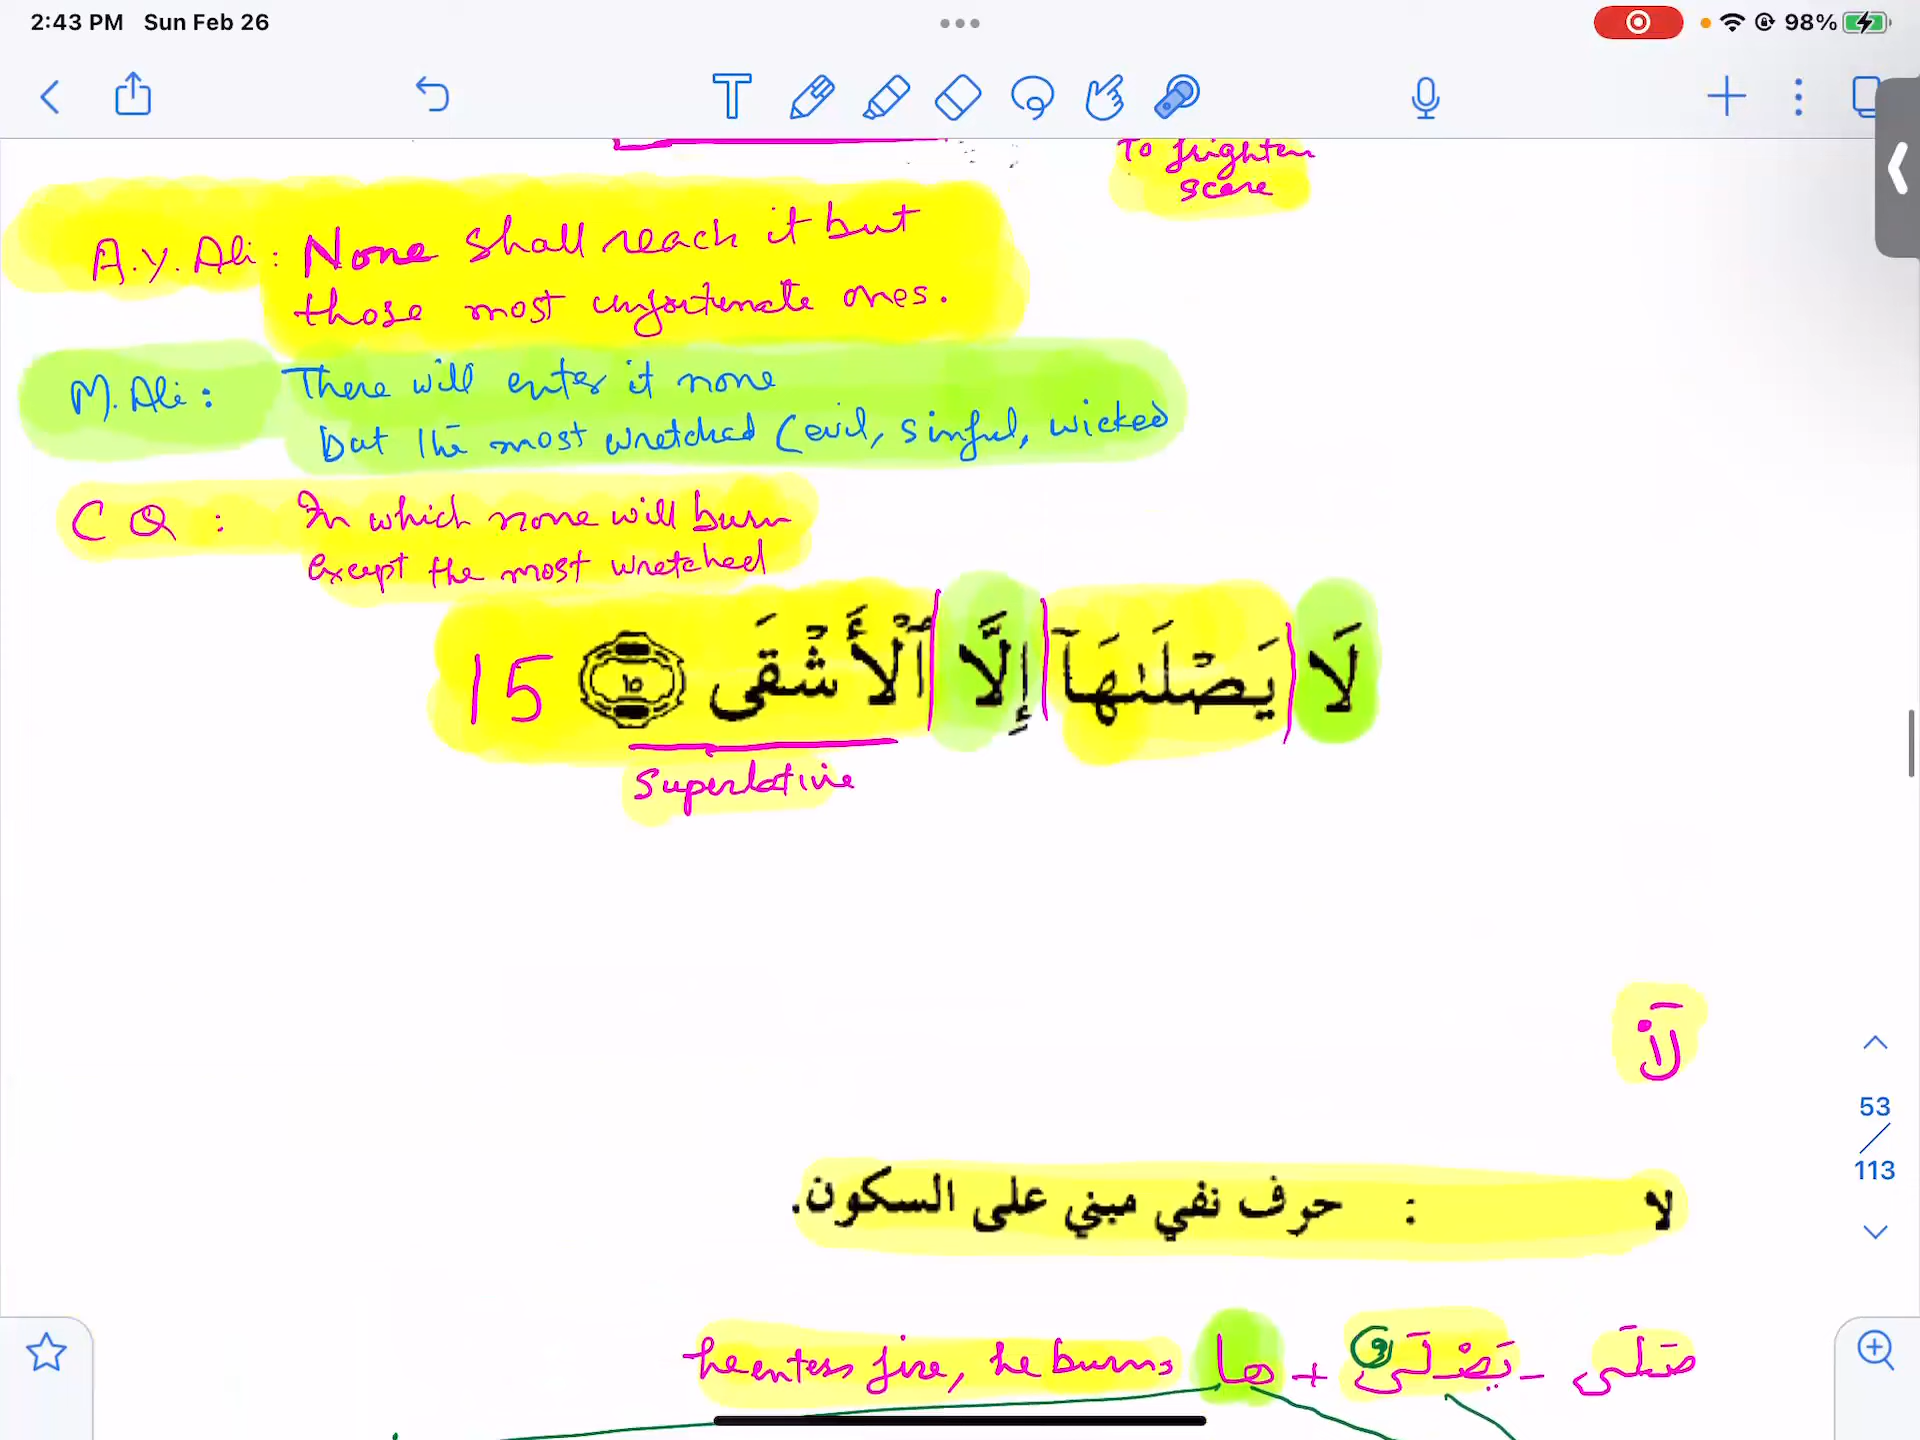 2:43 PM Sun Feb 26
98%
To frighten
scare
A.Y. Ali: None shall reach it but
those most unfortunate ones.
M. Ali: There will enter it none
but the most wretched (evil, sinful, wicked
C Q : In which none will burn
except the most wretched
لَا يَصْلَىٰهَآ إِلَّا ٱلْأَشْقَى ١٥ 15
Superlative
لا : حرف نفي مبني على السكون.
صَلَى - يَصْلَى + ها he enters fire, he burns
53
/
113